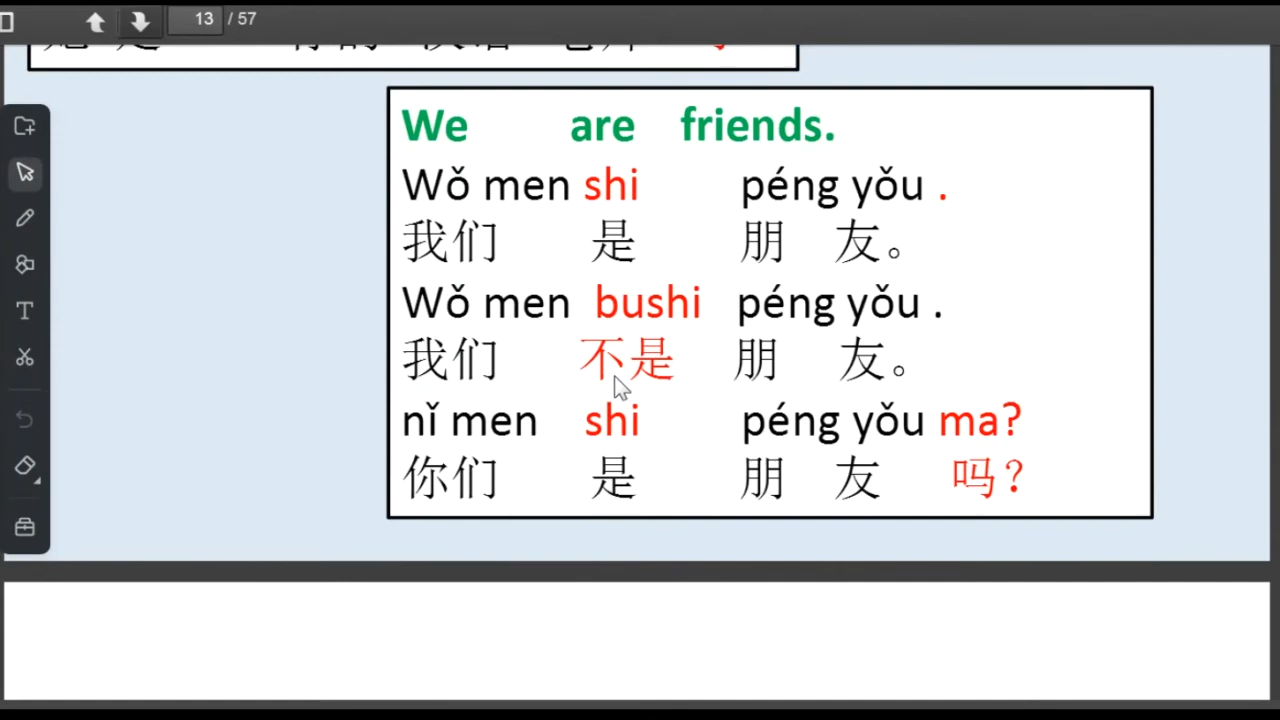 13 / 57
We are friends.
Wǒ men shi péng yǒu .
我们 是 朋 友。
Wǒ men bushi péng yǒu .
我们 不是 朋 友。
nǐ men shi péng yǒu ma?
你们 是 朋 友 吗？